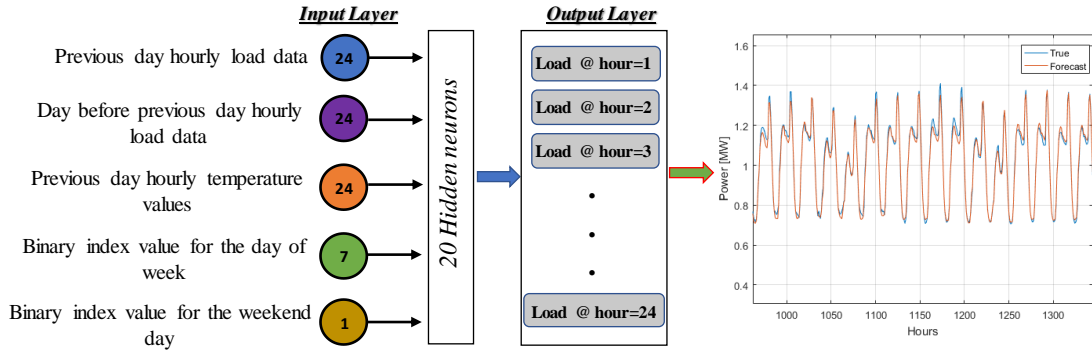 Input Layer
Output Layer
Previous day hourly load data
24
Day before previous day hourly
load data
24
Previous day hourly temperature
values
24
Binary index value for the day of
week
7
Binary index value for the weekend
day
1
20 Hidden neurons
Load @ hour=1
Load @ hour=2
Load @ hour=3
Load @ hour=24
True
Forecast
Power [MW]
1.6
1.4
1.2
1
0.8
0.6
0.4
1000
1050
1100
1150
1200
1250
1300
Hours